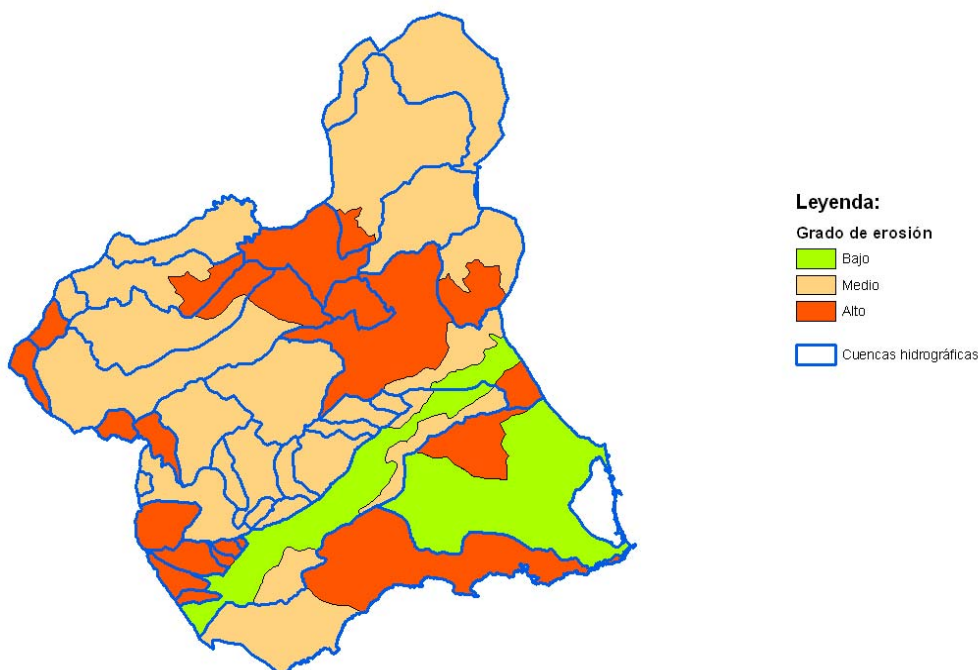 Leyenda:
Grado de erosión
Bajo
Medio
Alto
Cuencas hidrográficas